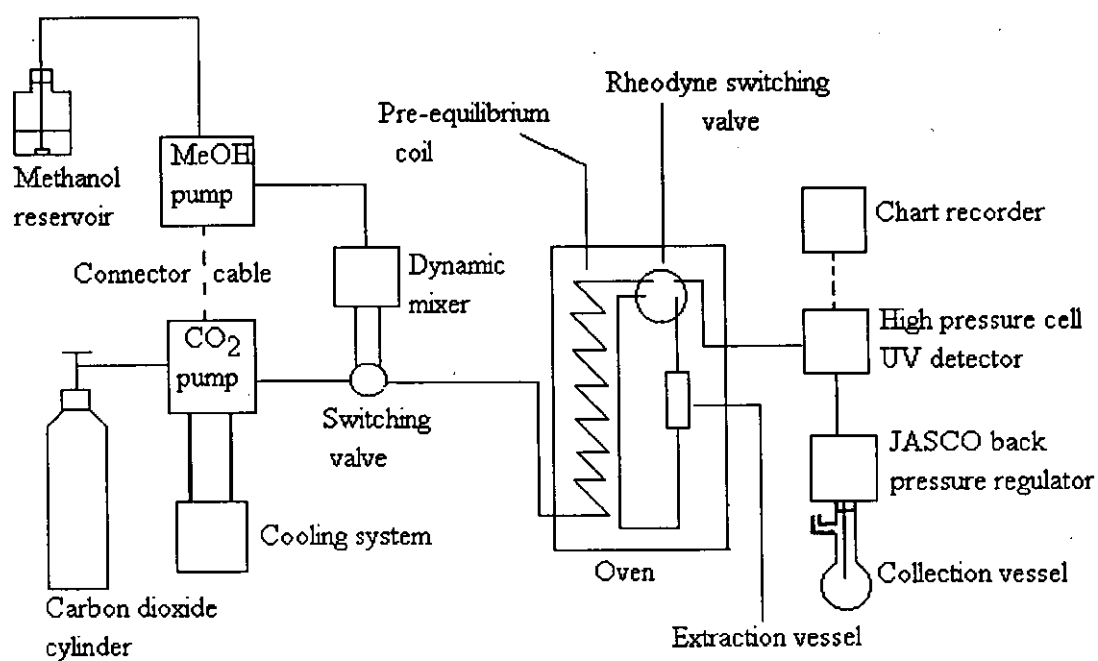 Methanol
reservoir
MeOH
pump
Connector cable
CO2
pump
Dynamic
mixer
Switching
valve
Cooling system
Carbon dioxide
cylinder
Pre-equilibrium
coil
Rheodyne switching
valve
Oven
Extraction vessel
Chart recorder
High pressure cell
UV detector
JASCO back
pressure regulator
Collection vessel